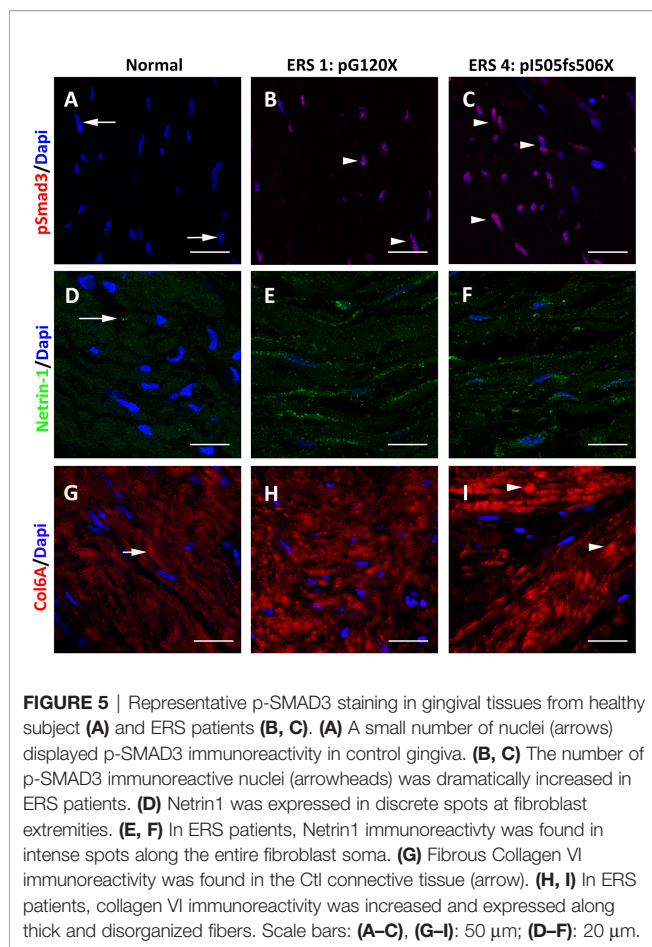 Normal
ERS 1: pG120X
ERS 4: pI505fs506X
pSmad3/Dapi
A
B
C
Netrin-1/Dapi
D
E
F
Col6A/Dapi
G
H
I
FIGURE 5 | Representative p-SMAD3 staining in gingival tissues from healthy
subject (A) and ERS patients (B, C). (A) A small number of nuclei (arrows)
displayed p-SMAD3 immunoreactivity in control gingiva. (B, C) The number of
p-SMAD3 immunoreactive nuclei (arrowheads) was dramatically increased in
ERS patients. (D) Netrin1 was expressed in discrete spots at fibroblast
extremities. (E, F) In ERS patients, Netrin1 immunoreactivty was found in
intense spots along the entire fibroblast soma. (G) Fibrous Collagen VI
immunoreactivity was found in the Ctl connective tissue (arrow). (H, I) In ERS
patients, collagen VI immunoreactivity was increased and expressed along
thick and disorganized fibers. Scale bars: (A–C), (G–I): 50 μm; (D–F): 20 μm.